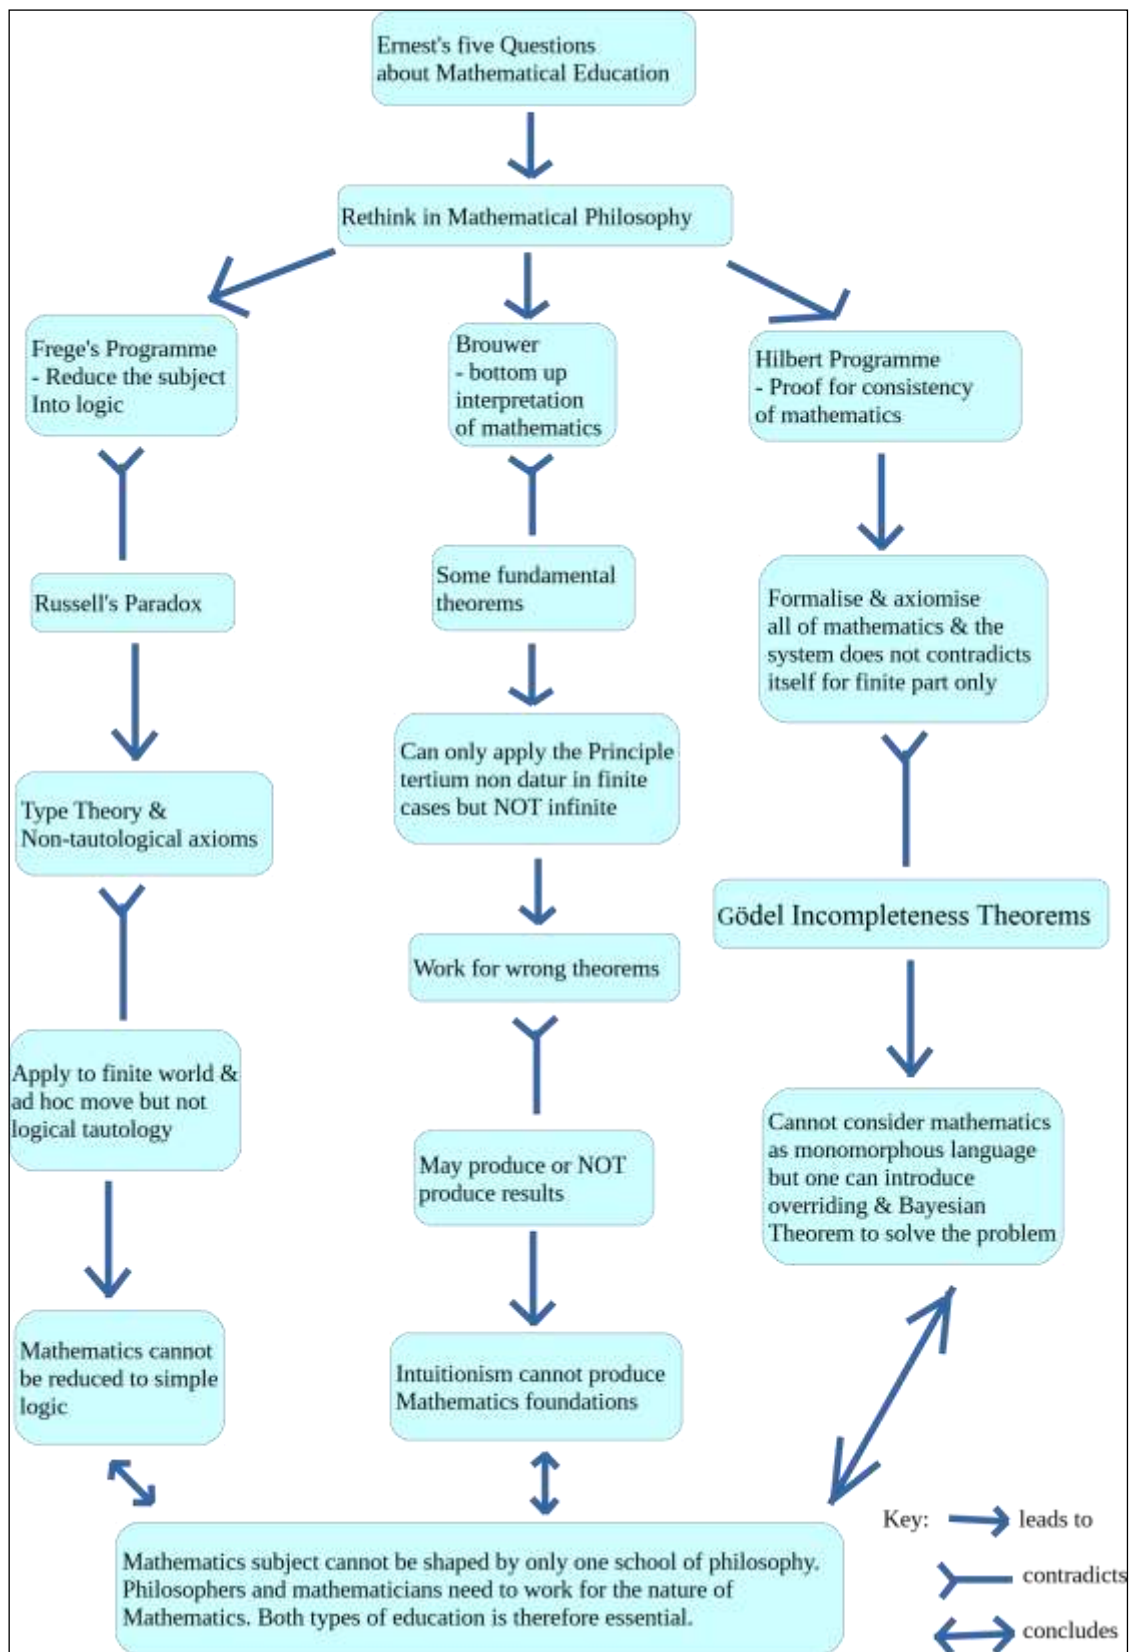 Ernest's five Questions
about Mathematical Education
Rethink in Mathematical Philosophy
Frege's Programme
- Reduce the subject
Into logic
Brouwer
- bottom up
interpretation
of mathematics
Hilbert Programme
- Proof for consistency
of mathematics
Russell's Paradox
Some fundamental
theorems
Formalise & axiomise
all of mathematics & the
system does not contradicts
itself for finite part only
Type Theory &
Non-tautological axioms
Can only apply the Principle
tertium non datur in finite
cases but NOT infinite
Gödel Incompleteness Theorems
Work for wrong theorems
Apply to finite world &
ad hoc move but not
logical tautology
May produce or NOT
produce results
Cannot consider mathematics
as monomorphous language
but one can introduce
overriding & Bayesian
Theorem to solve the problem
Mathematics cannot
be reduced to simple
logic
Intuitionism cannot produce
Mathematics foundations
Mathematics subject cannot be shaped by only one school of philosophy.
Philosophers and mathematicians need to work for the nature of
Mathematics. Both types of education is therefore essential.
Key: leads to
contradicts
concludes